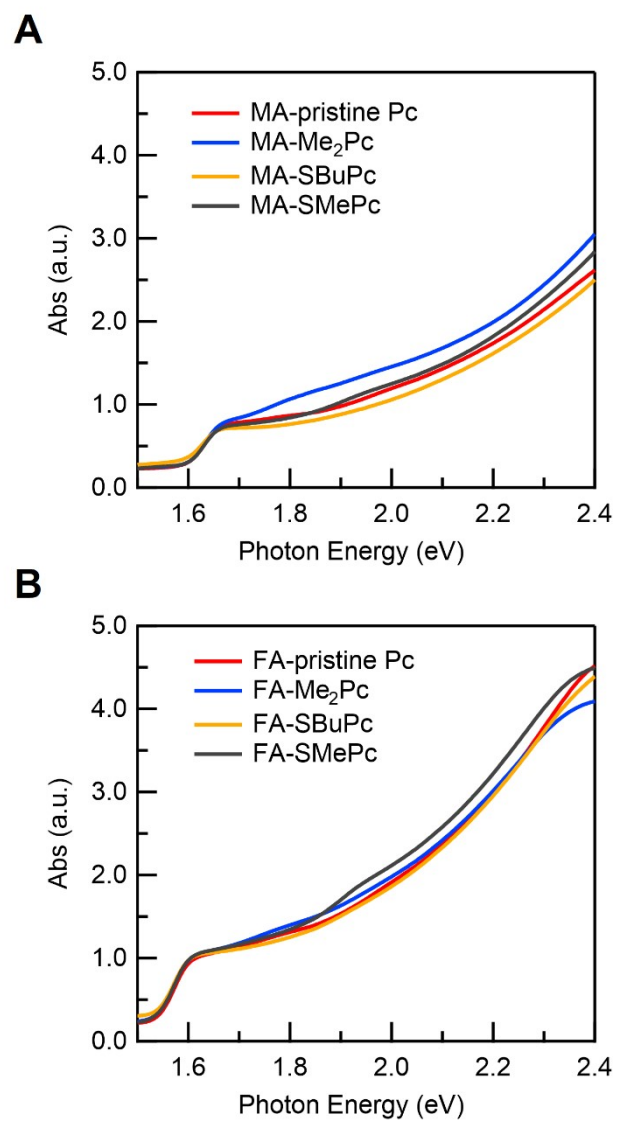 A
5.0
4.0
3.0
2.0
1.0
0.0
Abs (a.u.)
MA-pristine Pc
MA-Me₂Pc
MA-SBuPc
MA-SMePc
1.6
1.8
2.0
2.2
2.4
Photon Energy (eV)
B
5.0
4.0
3.0
2.0
1.0
0.0
Abs (a.u.)
FA-pristine Pc
FA-Me₂Pc
FA-SBuPc
FA-SMePc
1.6
1.8
2.0
2.2
2.4
Photon Energy (eV)